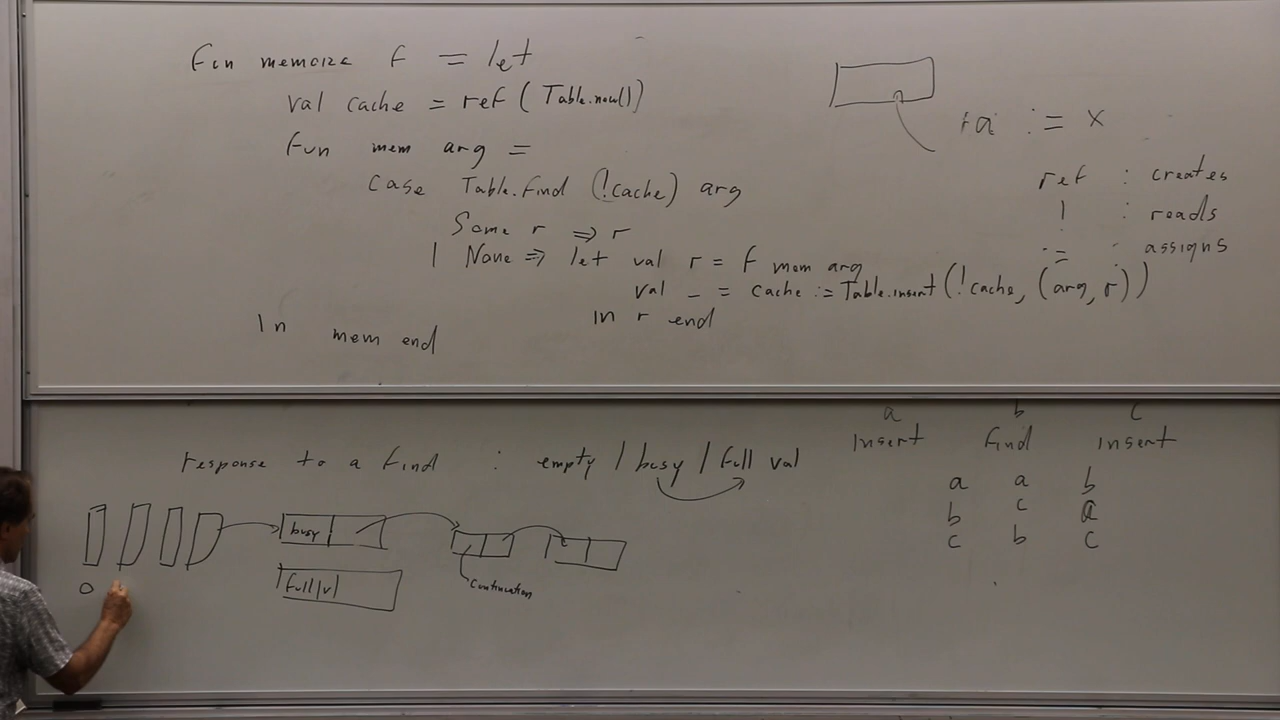 fun memoize f = let
val cache = ref (Table.new())
fun mem arg =
case Table.find (!cache) arg
Some r ⇒ r
| None ⇒ let val r = f mem arg
val _ = cache := Table.insert (!cache, (arg, r))
in r end
In mem end
ra := x
ref : creates
! : reads
:= : assigns
response to a find : empty / busy / full val
busy
full/v
continuation
0
a b c
Insert find insert
a a b
b c a
c b c